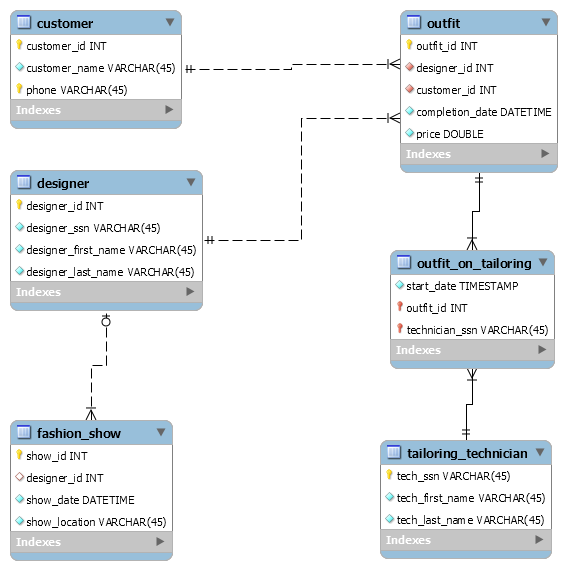 customer
customer_id INT
customer_name VARCHAR(45)
phone VARCHAR(45)
Indexes
outfit
outfit_id INT
designer_id INT
customer_id INT
completion_date DATETIME
price DOUBLE
Indexes
designer
designer_id INT
designer_ssn VARCHAR(45)
designer_first_name VARCHAR(45)
designer_last_name VARCHAR(45)
Indexes
outfit_on_tailoring
start_date TIMESTAMP
outfit_id INT
technician_ssn VARCHAR(45)
Indexes
fashion_show
show_id INT
designer_id INT
show_date DATETIME
show_location VARCHAR(45)
Indexes
tailoring_technician
tech_ssn VARCHAR(45)
tech_first_name VARCHAR(45)
tech_last_name VARCHAR(45)
Indexes